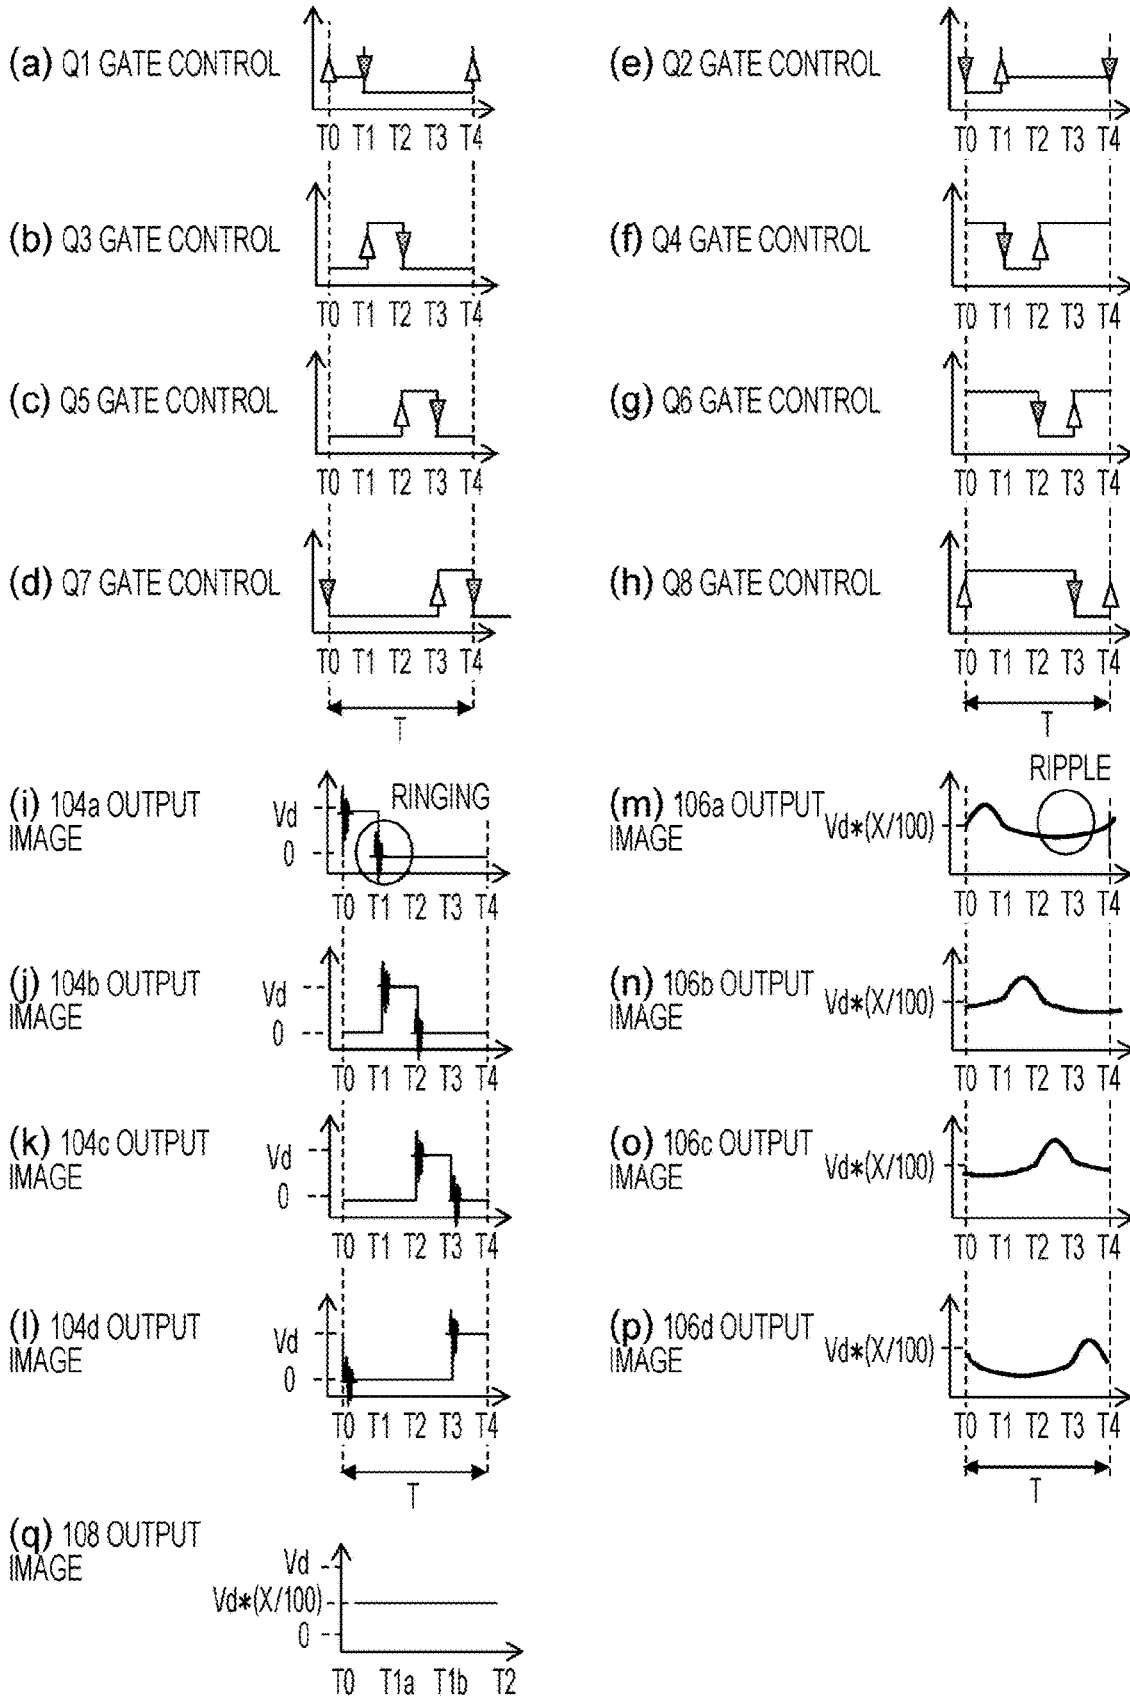 (a) Q1 GATE CONTROL
T0 T1 T2 T3 T4
(e) Q2 GATE CONTROL
T0 T1 T2 T3 T4
(b) Q3 GATE CONTROL
T0 T1 T2 T3 T4
(f) Q4 GATE CONTROL
T0 T1 T2 T3 T4
(c) Q5 GATE CONTROL
T0 T1 T2 T3 T4
(g) Q6 GATE CONTROL
T0 T1 T2 T3 T4
(d) Q7 GATE CONTROL
T0 T1 T2 T3 T4
T
(h) Q8 GATE CONTROL
T0 T1 T2 T3 T4
T
(i) 104a OUTPUT
IMAGE
Vd
0
RINGING
T0 T1 T2 T3 T4
(m) 106a OUTPUT
IMAGE
Vd*(X/100)
RIPPLE
T0 T1 T2 T3 T4
(j) 104b OUTPUT
IMAGE
Vd
0
T0 T1 T2 T3 T4
(n) 106b OUTPUT
IMAGE
Vd*(X/100)
T0 T1 T2 T3 T4
(k) 104c OUTPUT
IMAGE
Vd
0
T0 T1 T2 T3 T4
(o) 106c OUTPUT
IMAGE
Vd*(X/100)
T0 T1 T2 T3 T4
(l) 104d OUTPUT
IMAGE
Vd
0
T0 T1 T2 T3 T4
T
(p) 106d OUTPUT
IMAGE
Vd*(X/100)
T0 T1 T2 T3 T4
T
(q) 108 OUTPUT
IMAGE
Vd
Vd*(X/100)
0
T0 T1a T1b T2